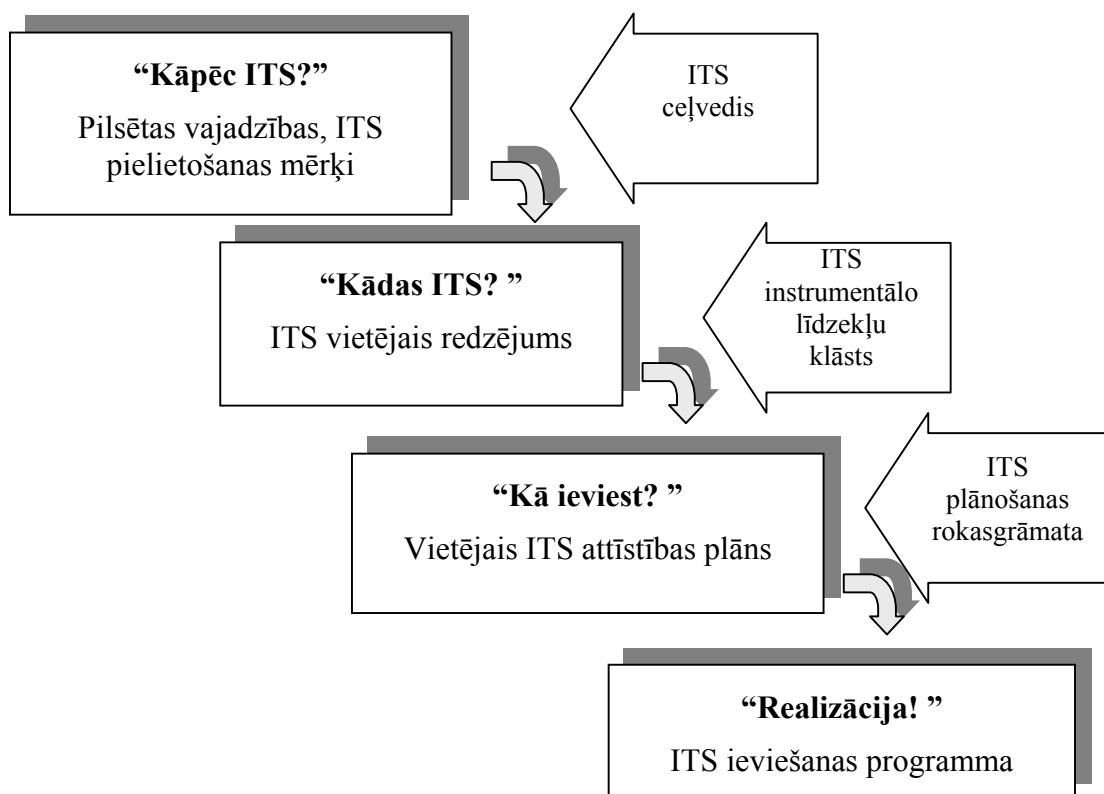 “Kāpēc ITS?”
Pilsētas vajadzības, ITS
pielietošanas mērķi
ITS
ceļvedis
“Kādas ITS? ”
ITS vietējais redzējums
ITS
instrumentālo
līdzekļu
klāsts
“Kā ieviest? ”
Vietējais ITS attīstības plāns
ITS
plānošanas
rokasgrāmata
“Realizācija! ”
ITS ieviešanas programma